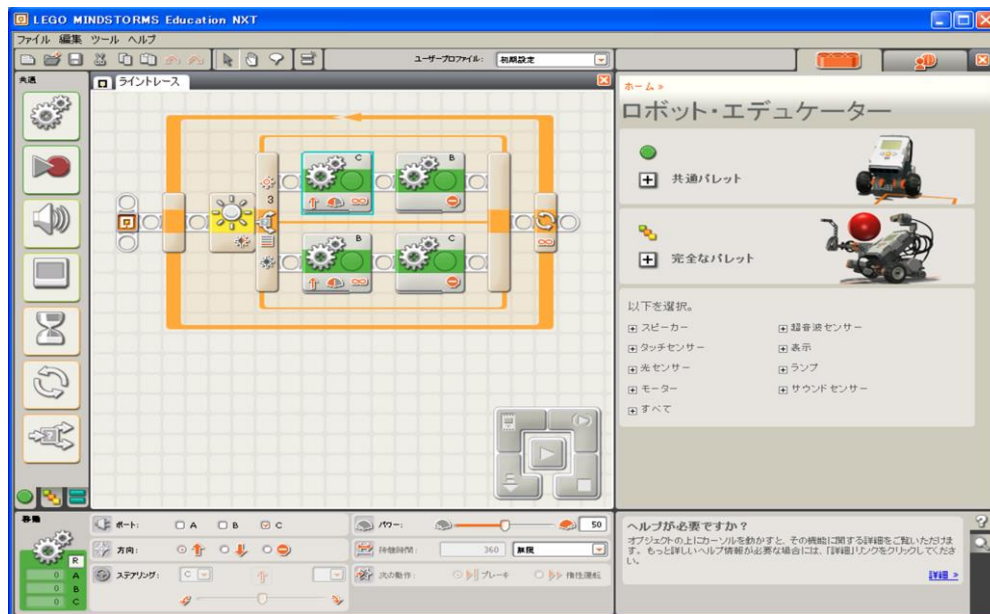 LEGO MINDSTORMS Education NXT
ファイル 編集 ツール ヘルプ
ユーザープロファイル: 初期設定
共通
ライントレース
C
B
3
B
C
ホーム »
ロボット・エデュケーター
共通パレット
完全なパレット
以下を選択。
スピーカー
超音波センサー
タッチセンサー
表示
光センサー
ランプ
モーター
サウンドセンサー
すべて
移動
R
0 A
0 B
0 C
ポート: A B C
パワー: 50
方向:
持続時間: 360 無限
ステアリング: C
次の動作: ブレーキ 惰性運転
ヘルプが必要ですか？
オブジェクトの上にカーソルを動かすと、その機能に関する詳細をご覧いただけます。もっと詳しいヘルプ情報が必要な場合には、「詳細」リンクをクリックしてください。
詳細 »